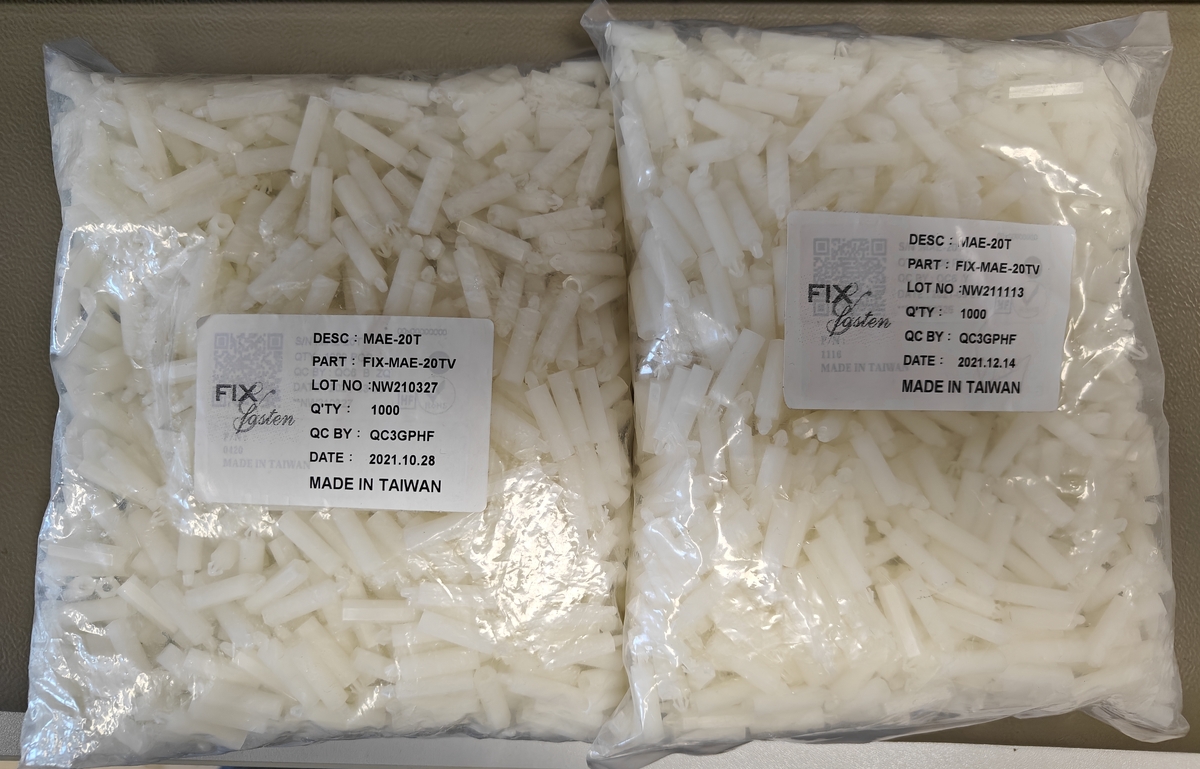 FIX
fasten
DESC : MAE-20T
PART : FIX-MAE-20TV
LOT NO :NW210327
Q'TY : 1000
QC BY : QC3GPHF
DATE : 2021.10.28
MADE IN TAIWAN
0410
MADE IN TAIWAN
FIX
fasten
DESC : MAE-20T
PART : FIX-MAE-20TV
LOT NO :NW211113
Q'TY : 1000
QC BY : QC3GPHF
DATE : 2021.12.14
MADE IN TAIWAN
P/N :
1110
MADE IN TAIWAN